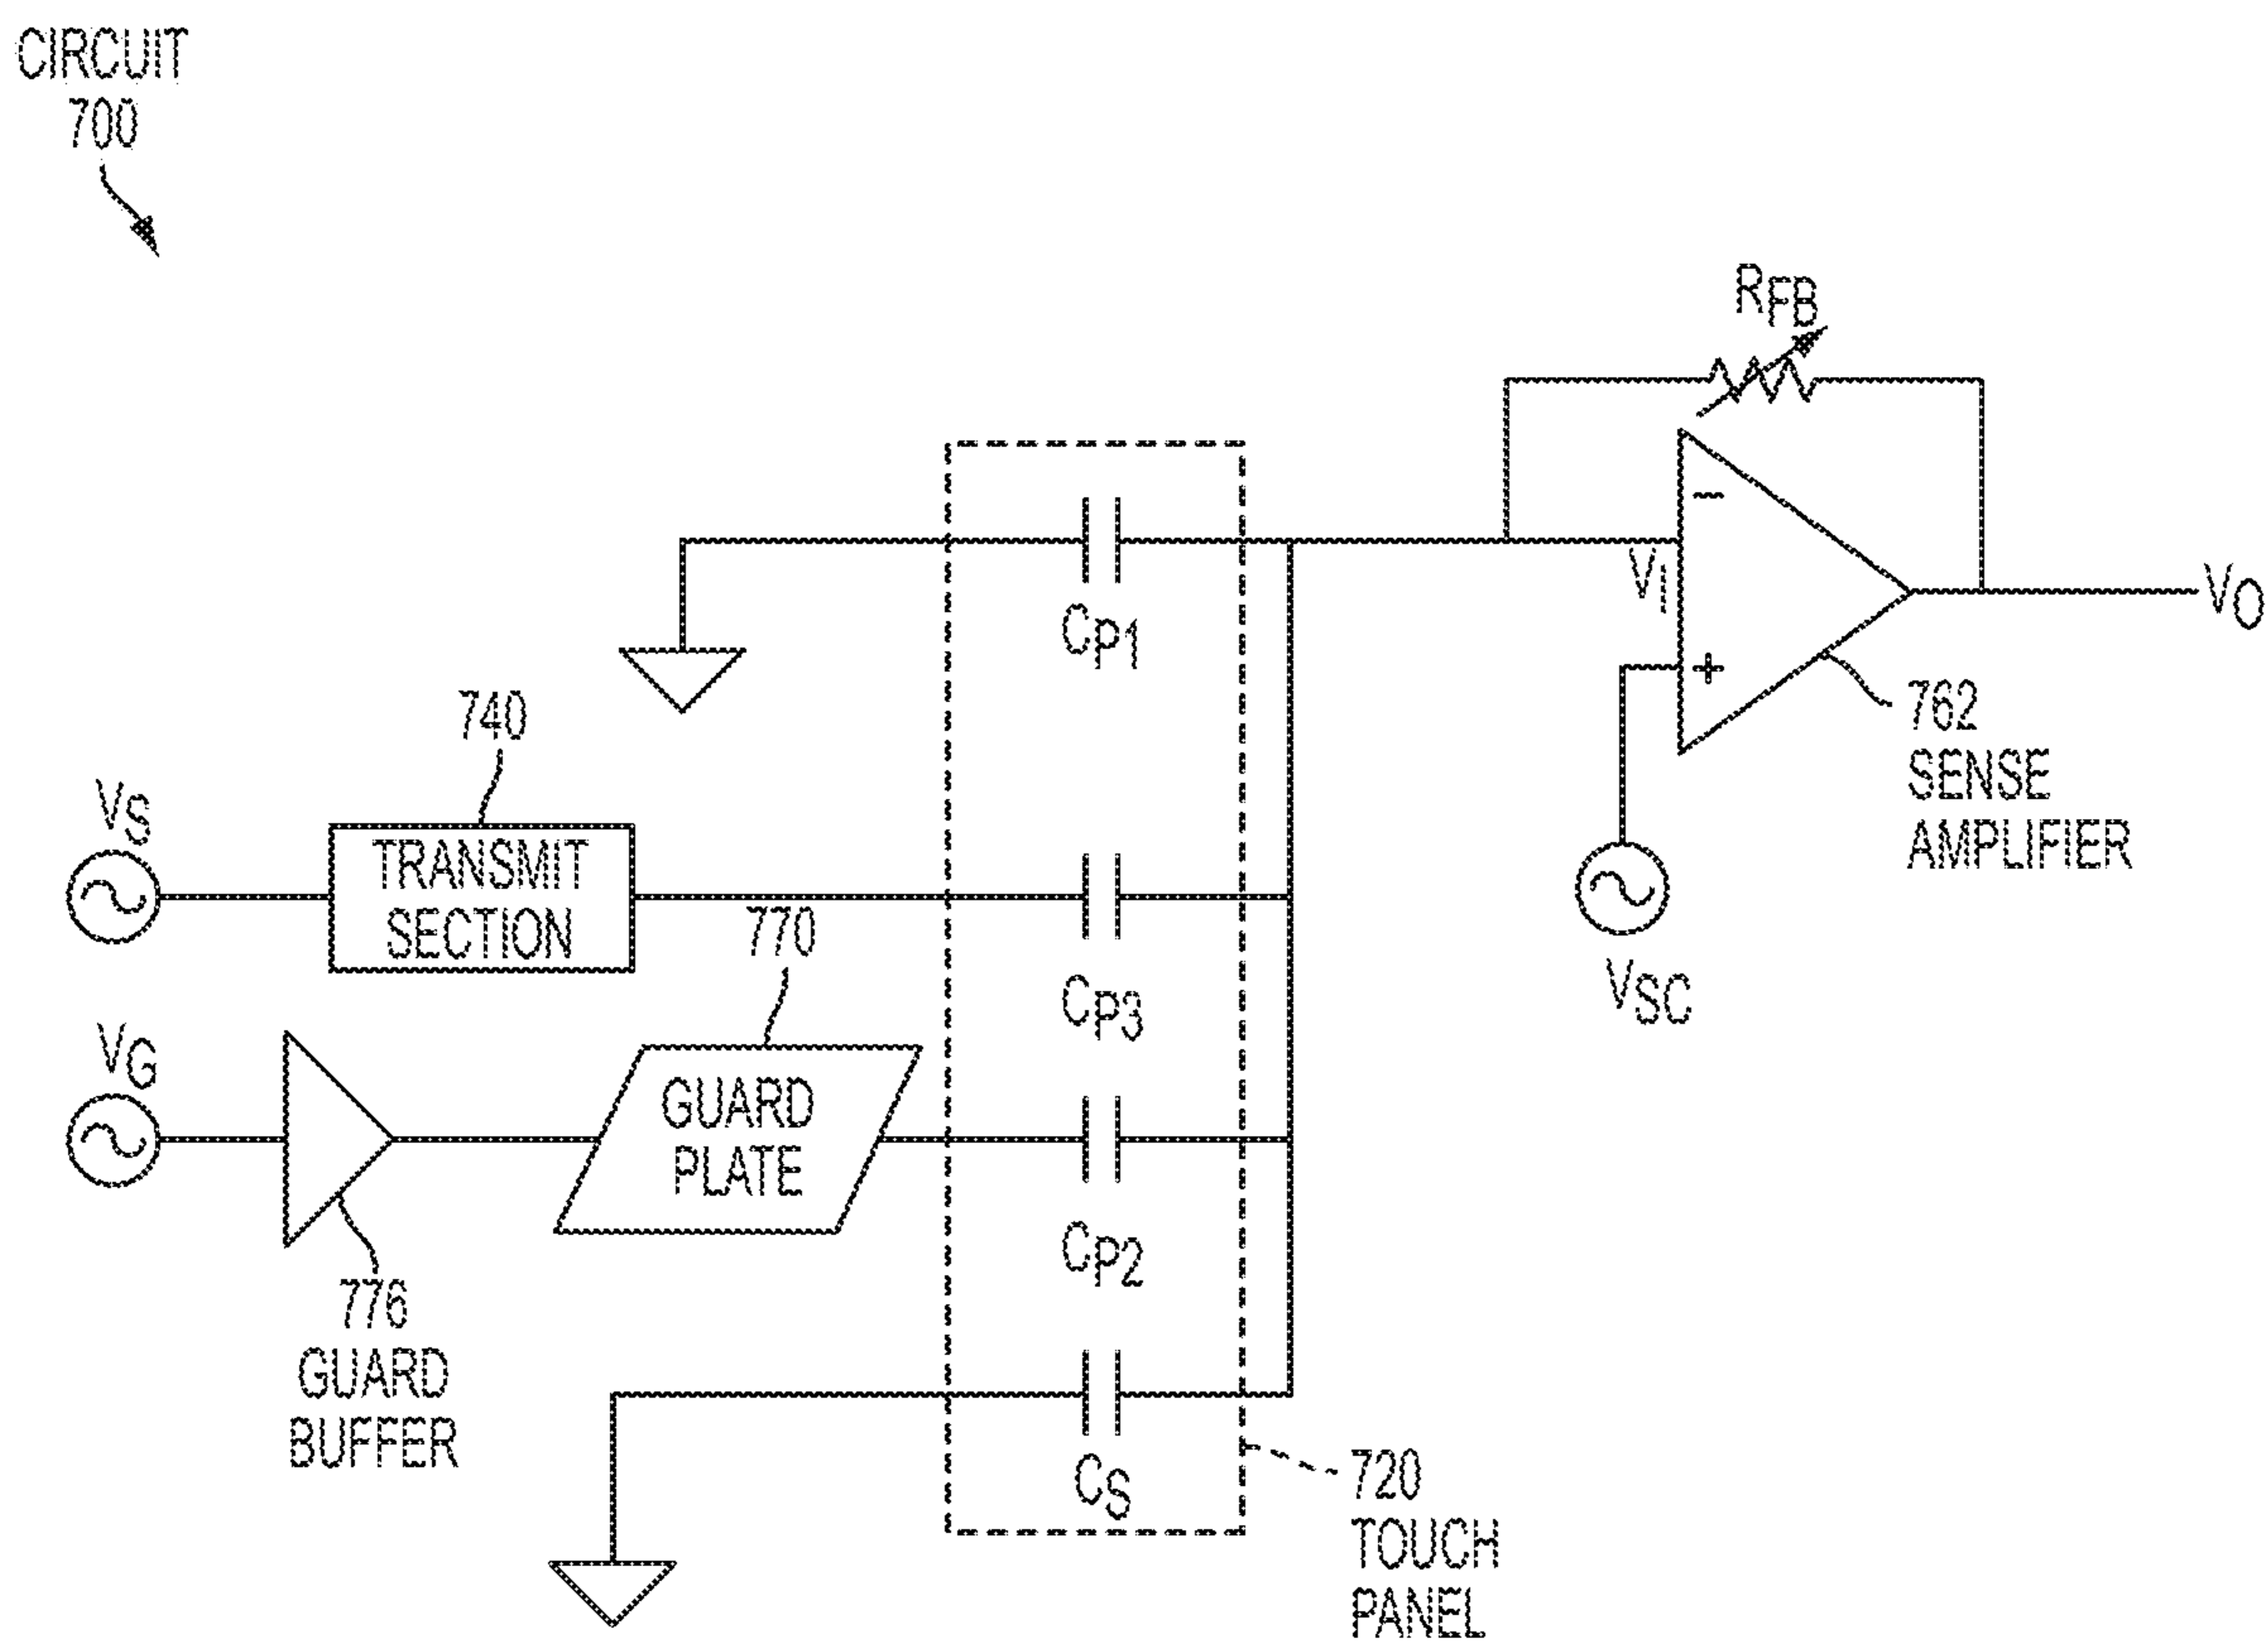 CIRCUIT
700
RFB
CP1
VI
VO
762
SENSE
AMPLIFIER
VSC
740
VS
TRANSMIT
SECTION
CP3
770
VG
GUARD
PLATE
CP2
776
GUARD
BUFFER
CS
720
TOUCH
PANEL
- 
+